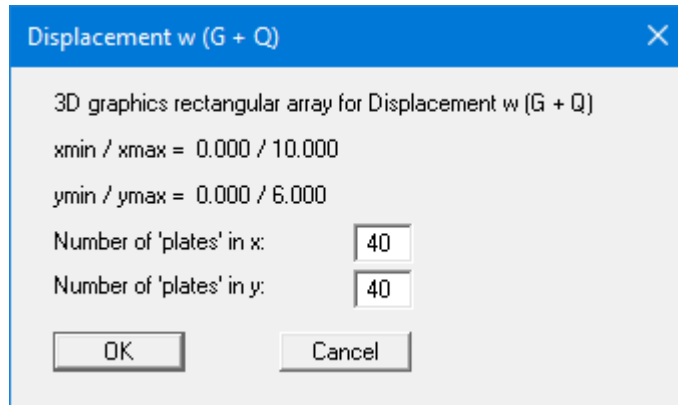 Displacement w (G + Q)
3D graphics rectangular array for Displacement w (G + Q)
xmin / xmax = 0.000 / 10.000
ymin / ymax = 0.000 / 6.000
Number of 'plates' in x: 40
Number of 'plates' in y: 40
OK Cancel